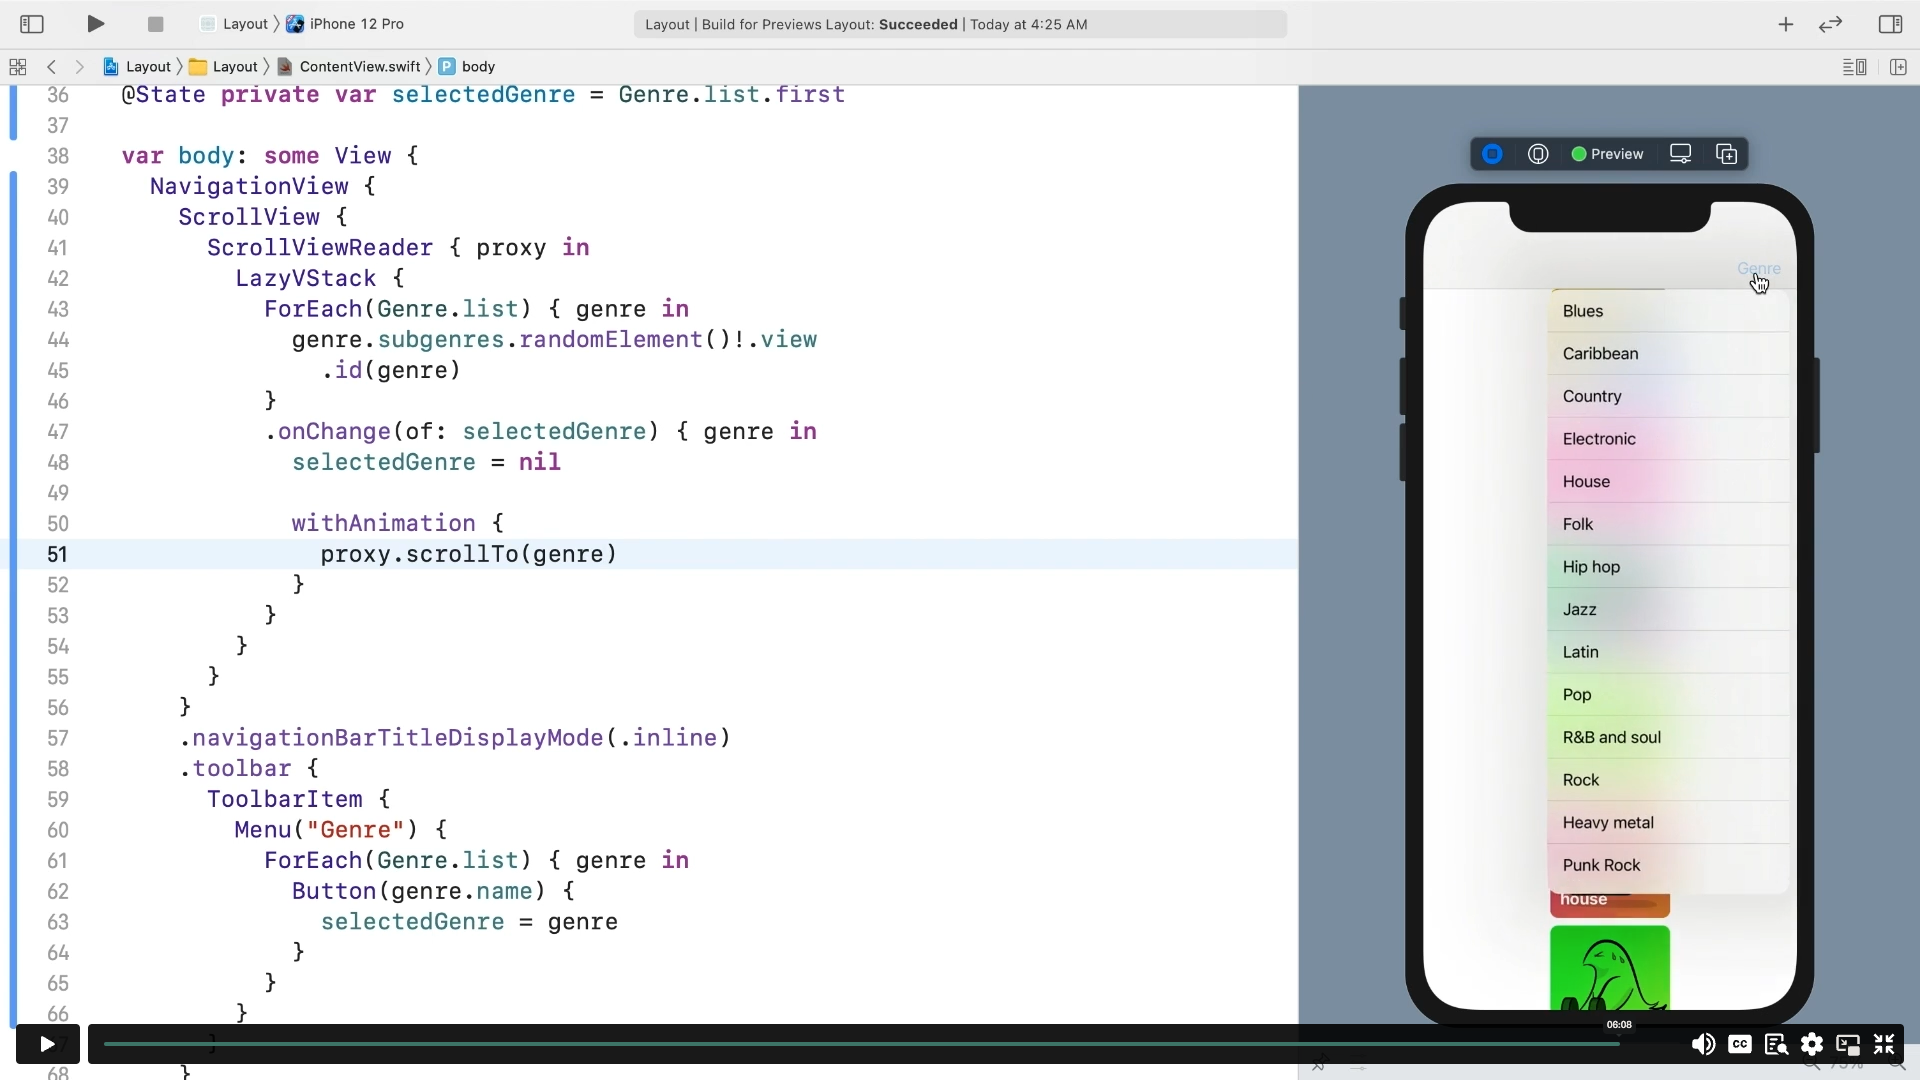 Layout 〉 iPhone 12 Pro
Layout | Build for Previews Layout: Succeeded | Today at 4:25 AM
Layout 〉 Layout 〉 ContentView.swift 〉 P body
36 @State private var selectedGenre = Genre.list.first
37
38 var body: some View {
39 NavigationView {
40 ScrollView {
41 ScrollViewReader { proxy in
42 LazyVStack {
43 ForEach(Genre.list) { genre in
44 genre.subgenres.randomElement()!.view
45 .id(genre)
46 }
47 .onChange(of: selectedGenre) { genre in
48 selectedGenre = nil
49
50 withAnimation {
51 proxy.scrollTo(genre)
52 }
53 }
54 }
55 }
56 }
57 .navigationBarTitleDisplayMode(.inline)
58 .toolbar {
59 ToolbarItem {
60 Menu("Genre") {
61 ForEach(Genre.list) { genre in
62 Button(genre.name) {
63 selectedGenre = genre
64 }
65 }
66 }
67 }
68 }
Preview
Genre
Blues
Caribbean
Country
Electronic
House
Folk
Hip hop
Jazz
Latin
Pop
R&B and soul
Rock
Heavy metal
Punk Rock
house
06:08
CC
75%